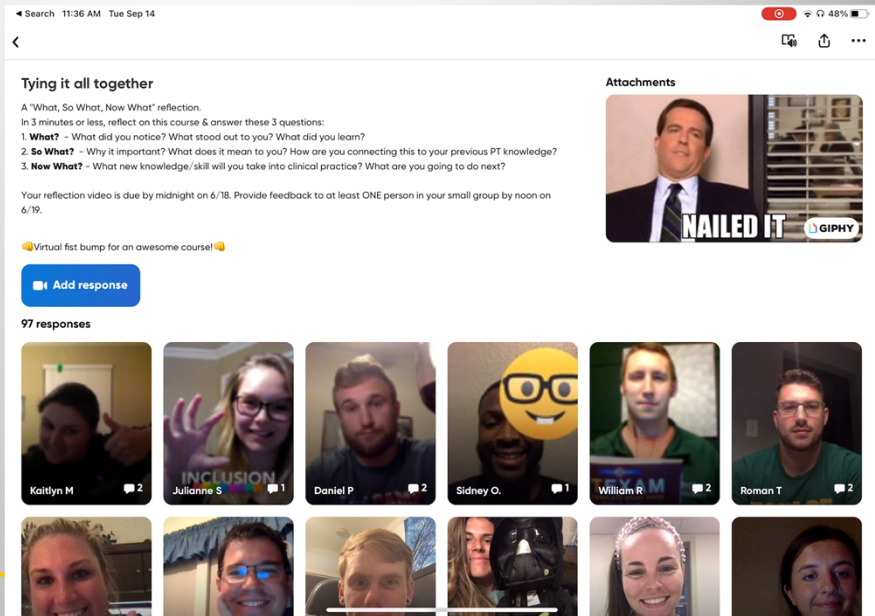 Search 11:36 AM Tue Sep 14
48%
Tying it all together
A "What, So What, Now What" reflection.
In 3 minutes or less, reflect on this course & answer these 3 questions:
1. What? - What did you notice? What stood out to you? What did you learn?
2. So What? - Why it important? What does it mean to you? How are you connecting this to your previous PT knowledge?
3. Now What? - What new knowledge/skill will you take into clinical practice? What are you going to do next?
Your reflection video is due by midnight on 6/18. Provide feedback to at least ONE person in your small group by noon on
6/19.
👊Virtual fist bump for an awesome course!👊
Add response
Attachments
NAILED IT
GIPHY
97 responses
INCLUSION
EXAM
Kaitlyn M 2
Julianne S 1
Daniel P 2
Sidney O. 1
William R 2
Roman T 2